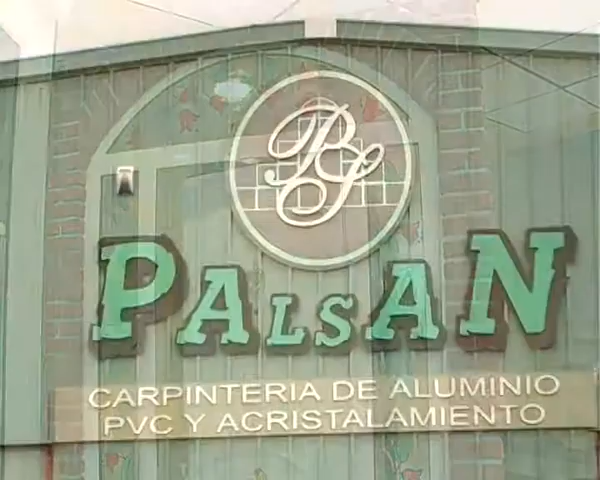 PS
PALSAN
CARPINTERIA DE ALUMINIO
PVC Y ACRISTALAMIENTO